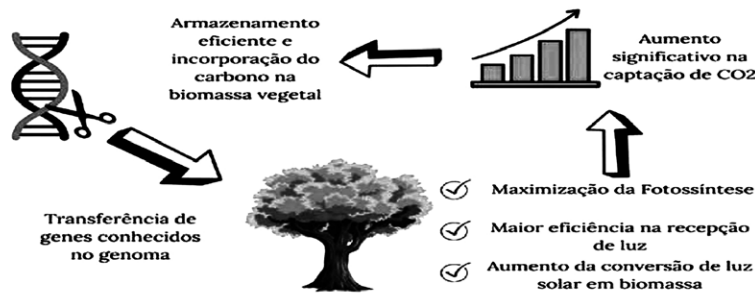 Armazenamento
eficiente e
incorporação do
carbono na
biomassa vegetal
Aumento
significativo na
captação de CO2
Transferência de
genes conhecidos
no genoma
Maximização da Fotossíntese
Maior eficiência na recepção
de luz
Aumento da conversão de luz
solar em biomassa